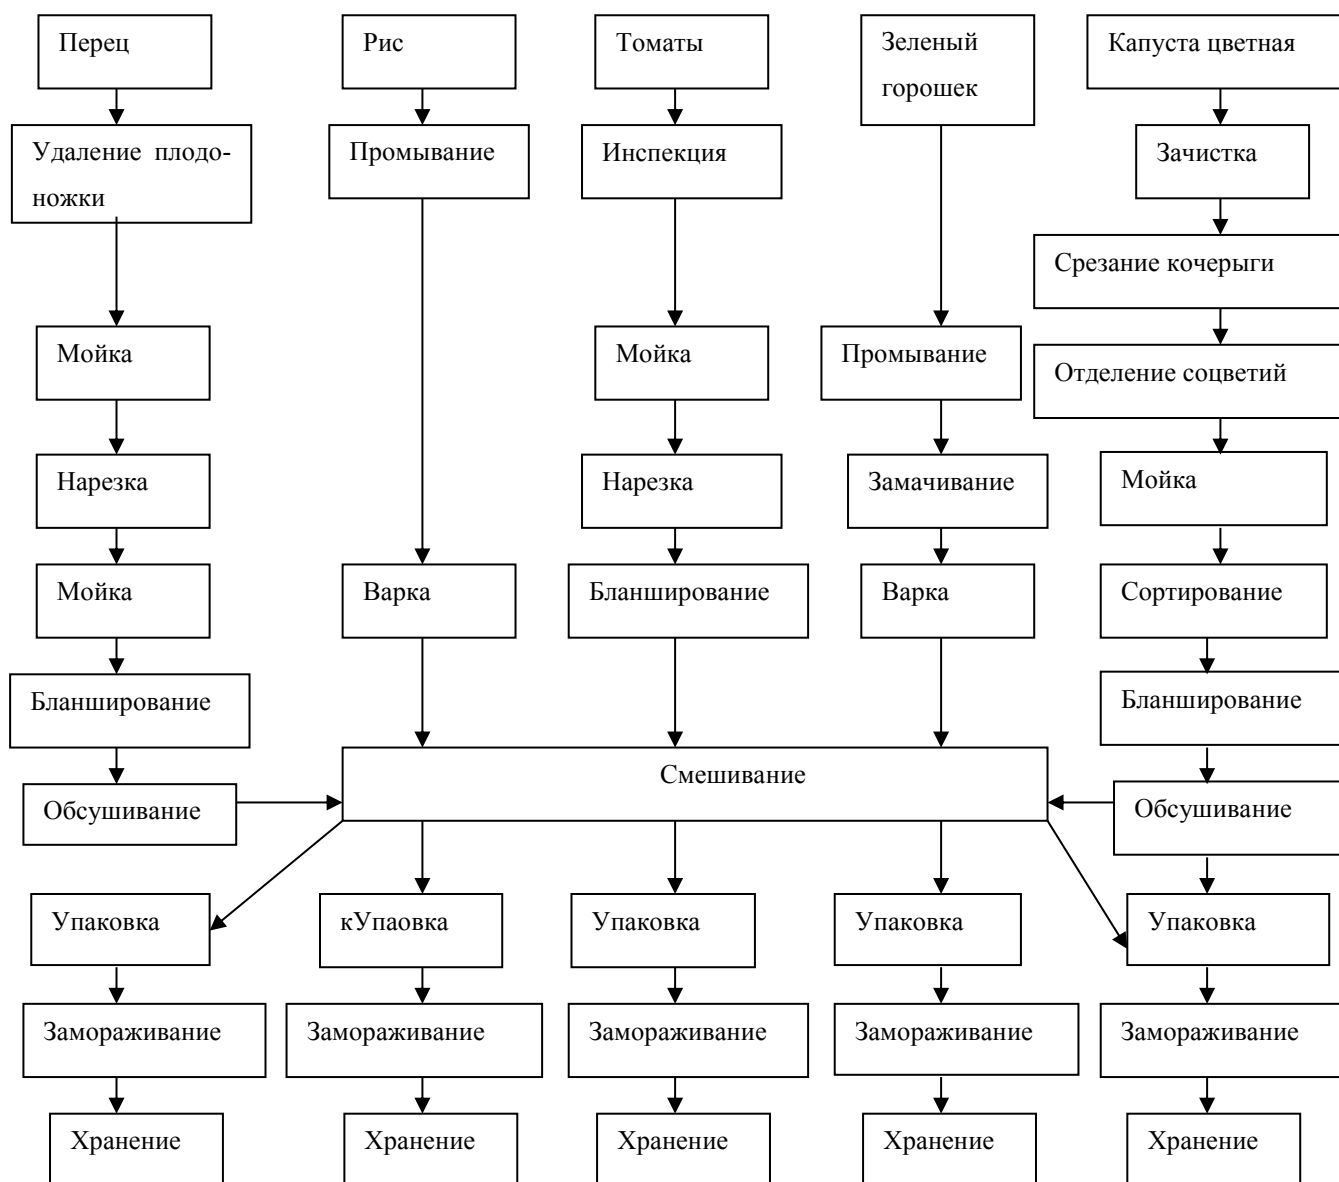 Перец
Рис
Томаты
Зеленый
горошек
Капуста цветная
Удаление плодо-
ножки
Промывание
Инспекция
Зачистка
Срезание кочерыги
Мойка
Мойка
Промывание
Отделение соцветий
Нарезка
Нарезка
Замачивание
Мойка
Мойка
Варка
Бланширование
Варка
Сортирование
Бланширование
Бланширование
Смешивание
Обсушивание
Обсушивание
Упаковка
кУпаовка
Упаковка
Упаковка
Упаковка
Замораживание
Замораживание
Замораживание
Замораживание
Замораживание
Хранение
Хранение
Хранение
Хранение
Хранение